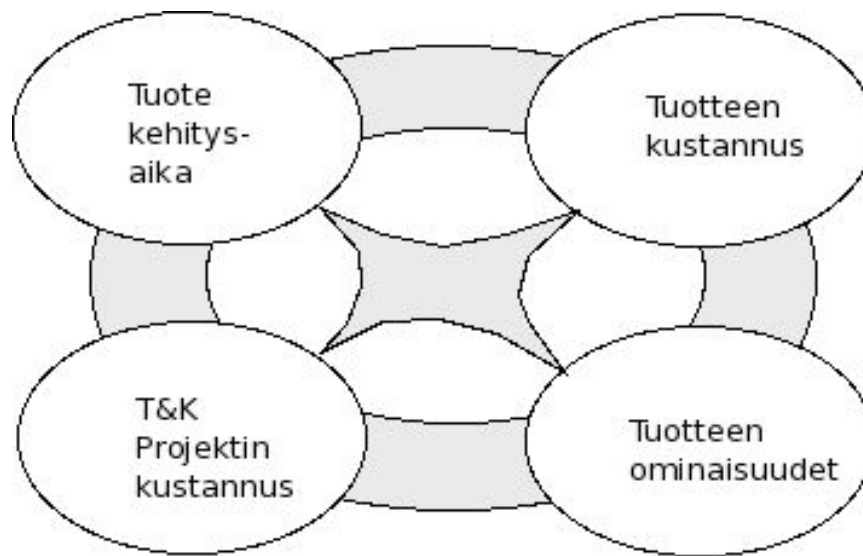 Tuote
kehitys-
aika
Tuotteen
kustannus
T&K
Projektin
kustannus
Tuotteen
ominaisuudet